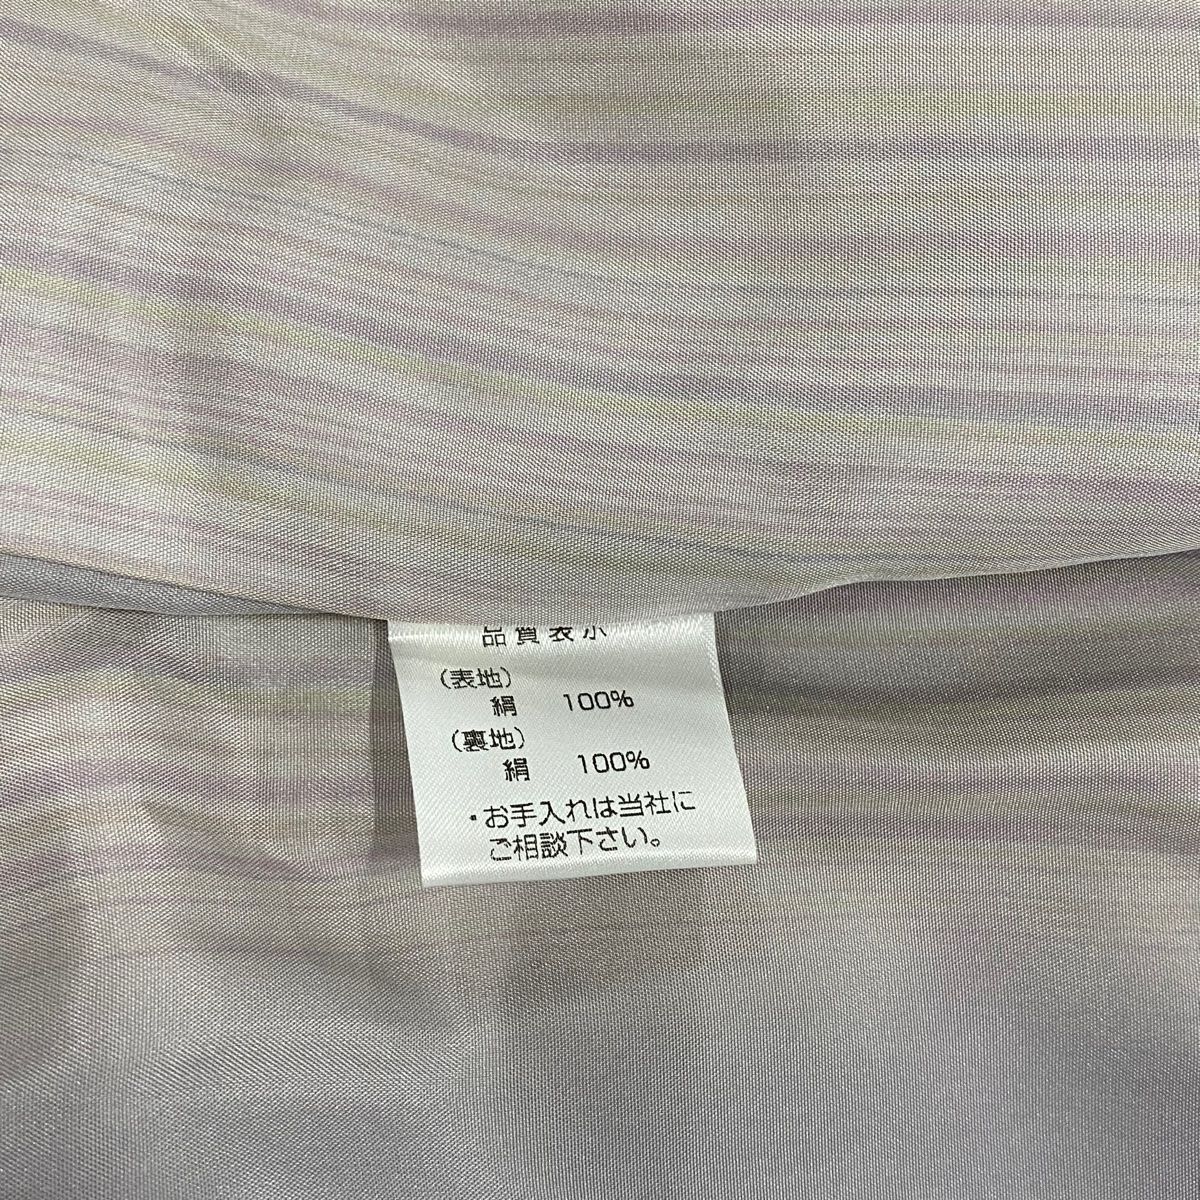 品質表示
(表地)
絹 100%
(裏地)
絹 100%
・お手入れは当社に
ご相談下さい。